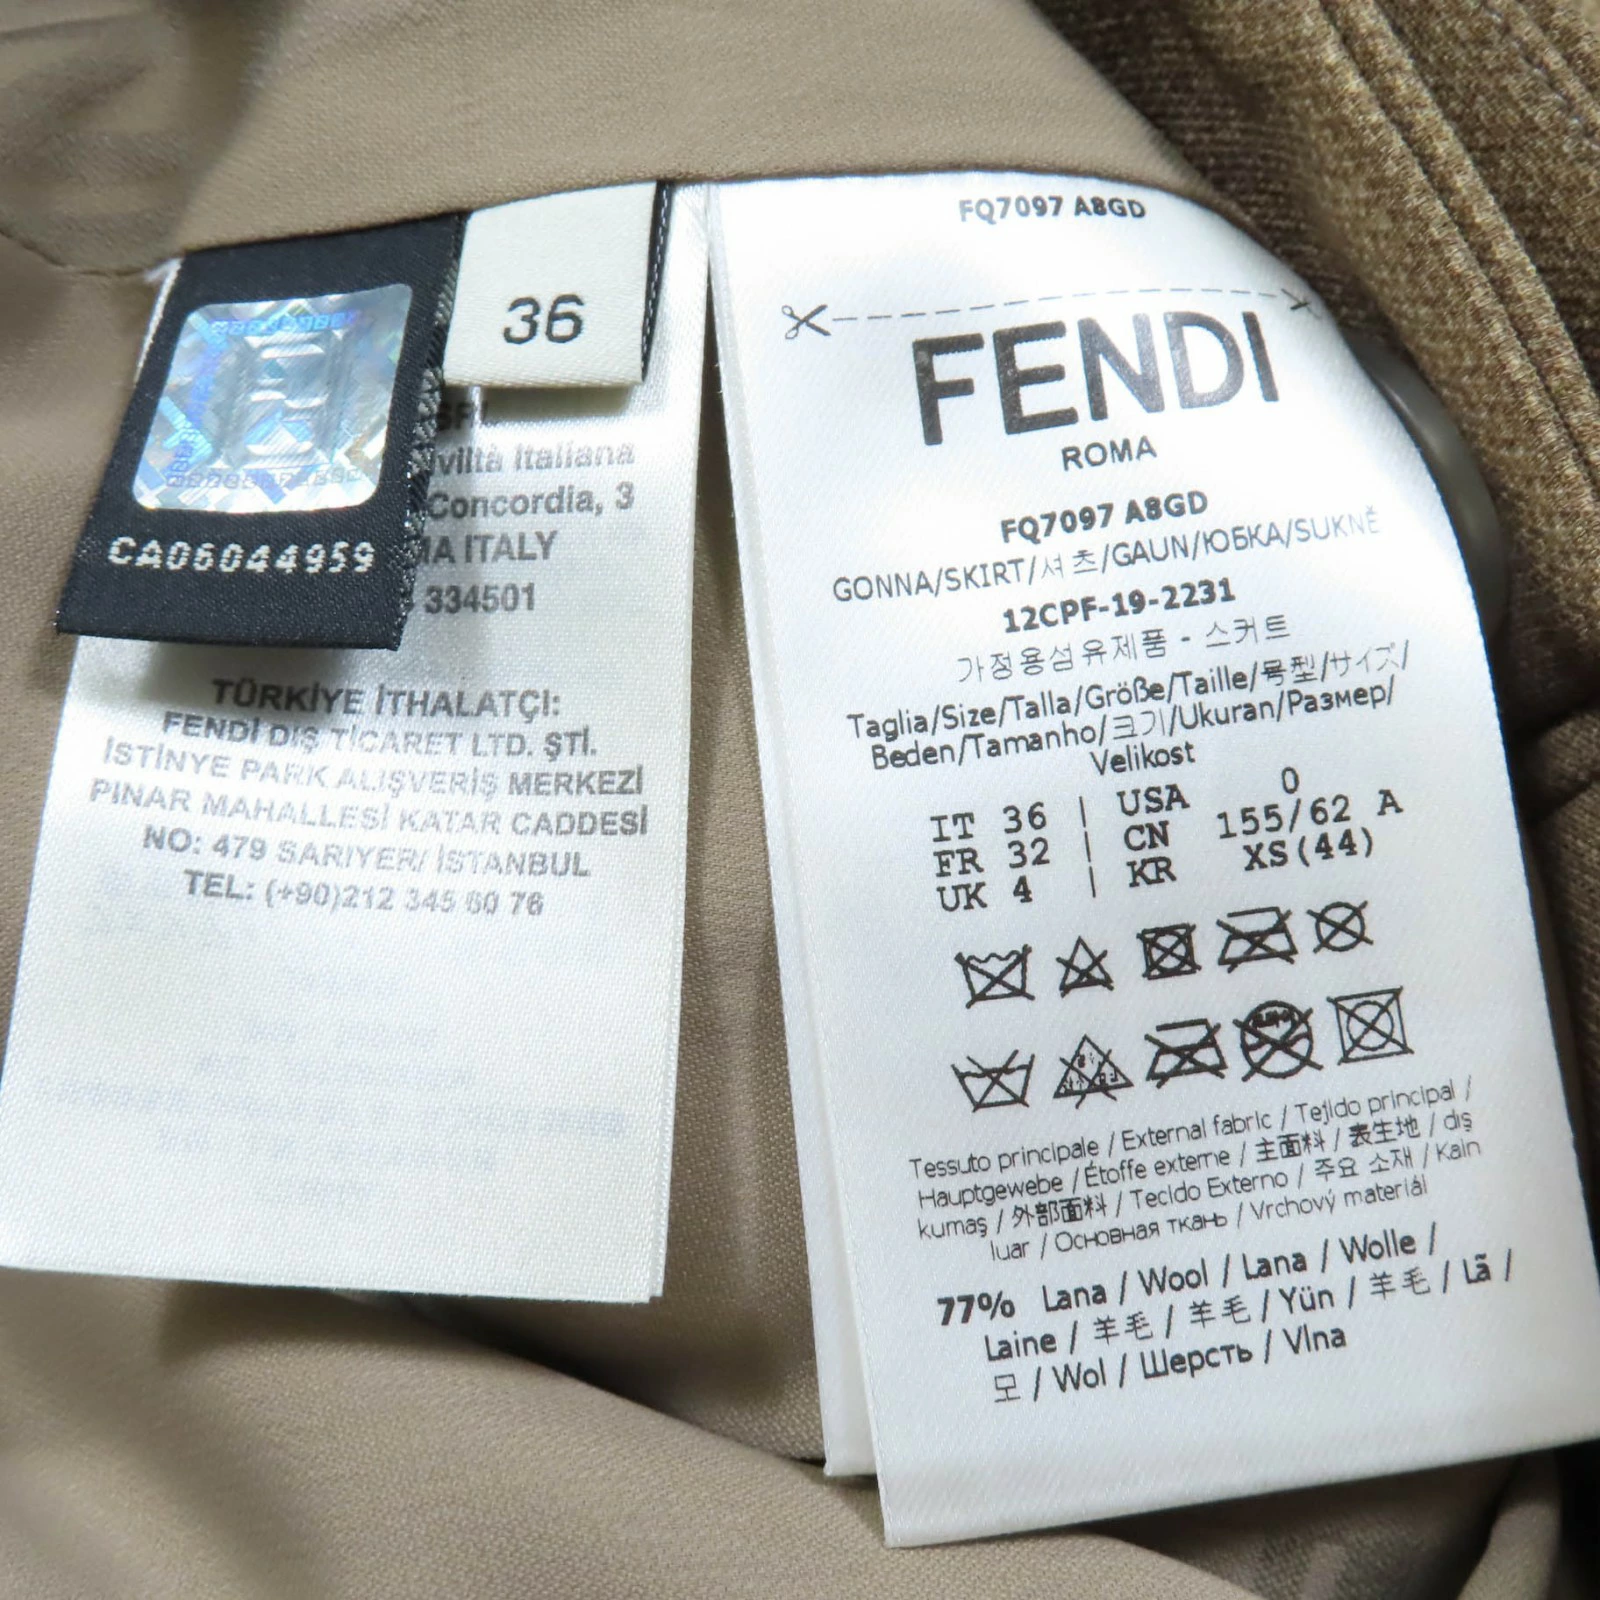 36
CA06044959
viltà Italiana
Concordia, 3
MA ITALY
334501
TÜRKİYE İTHALATÇI:
FENDİ DIŞ TİCARET LTD. ŞTİ.
İSTİNYE PARK ALIŞVERİŞ MERKEZİ
PINAR MAHALLESİ KATAR CADDESİ
NO: 479 SARIYER/ İSTANBUL
TEL: (+90)212 345 60 76
FQ7097 A8GD
FENDI
ROMA
FQ7097 A8GD
GONNA/SKIRT/셔츠/GAUN/ЮБКА/SUKNĚ
12CPF-19-2231
가정용섬유제품 - 스커트
Taglia/Size/Talla/Größe/Taille/号型/サイズ/
Beden/Tamanho/크기/Ukuran/Размер/
Velikost
IT 36 | USA 0
FR 32 | CN 155/62 A
UK 4 | KR XS(44)
Tessuto principale / External fabric / Tejido principal /
Hauptgewebe / Étoffe externe / 主面料 / 表生地 / dış
kumaş / 外部面料 / Tecido Externo / 주요 소재 / Kain
luar / Основная ткань / Vrchový materiál
77% Lana / Wool / Lana / Wolle /
Laine / 羊毛 / 羊毛 / Yün / 羊毛 / Lã /
모 / Wol / Шерсть / Vlna